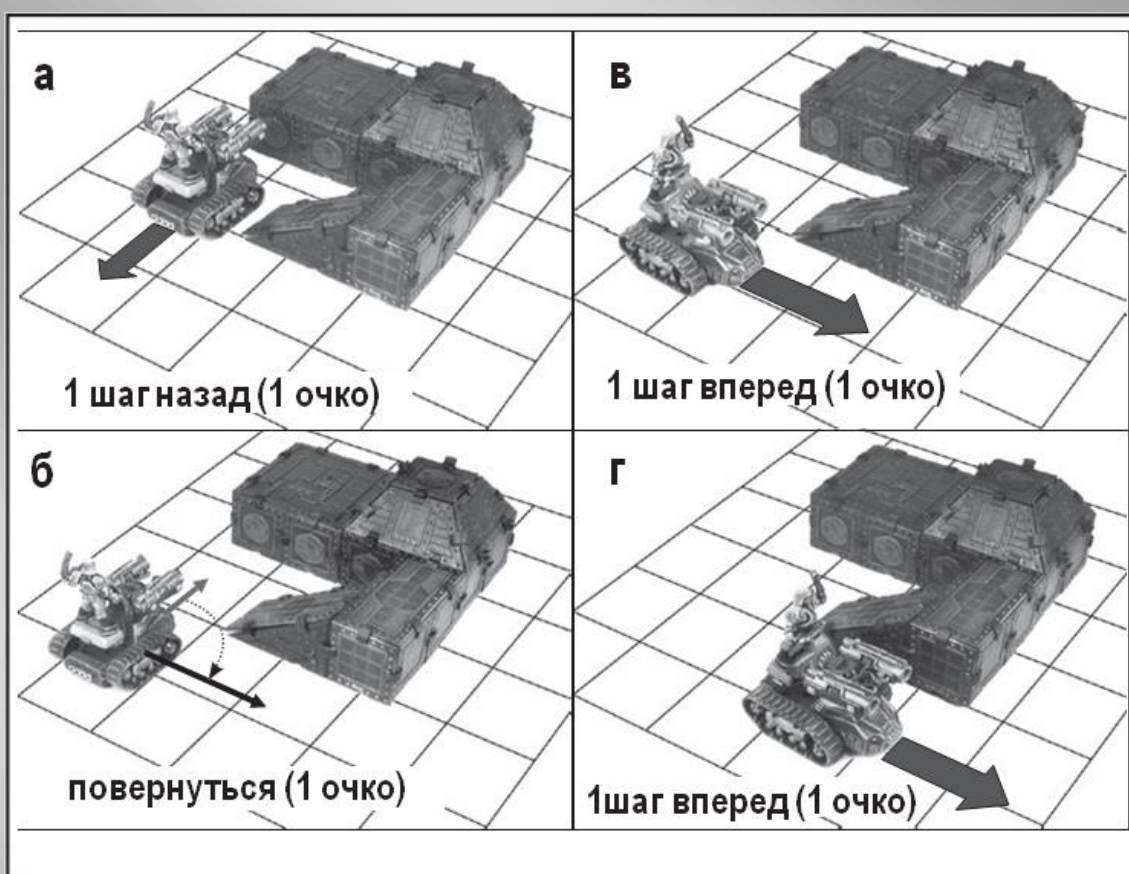 а
1 шаг назад (1 очко)
б
повернуться (1 очко)
в
1 шаг вперед (1 очко)
г
1шаг вперед (1 очко)